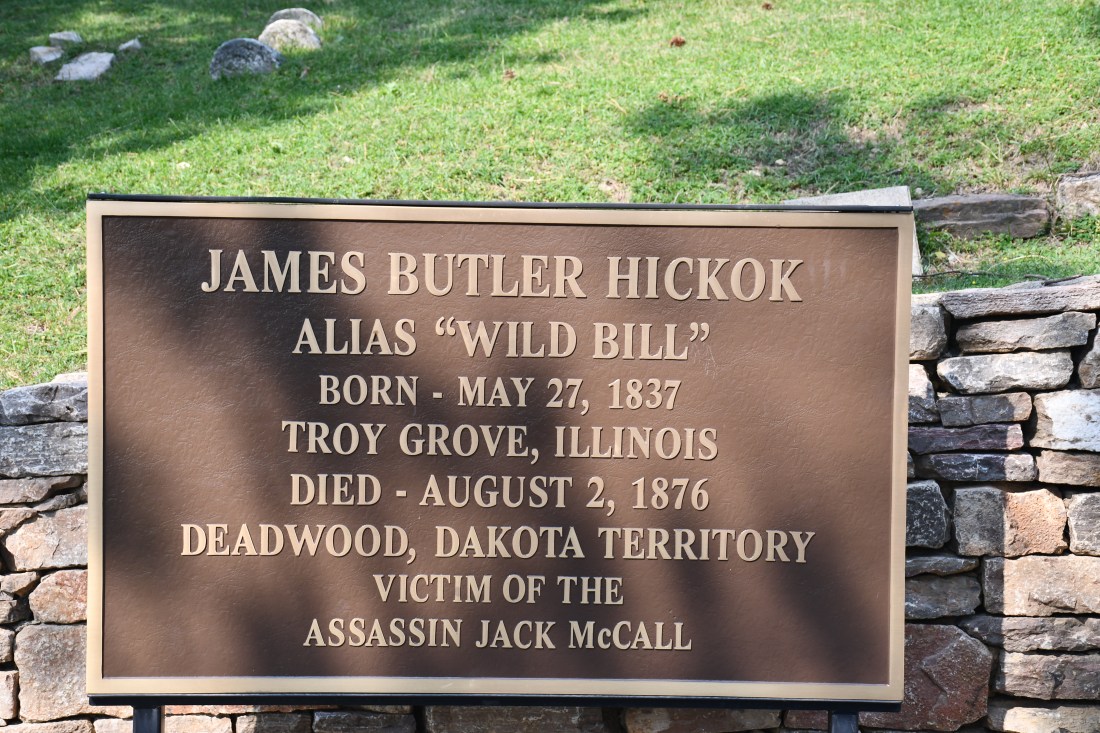 JAMES BUTLER HICKOK
ALIAS “WILD BILL”
BORN - MAY 27, 1837
TROY GROVE, ILLINOIS
DIED - AUGUST 2, 1876
DEADWOOD, DAKOTA TERRITORY
VICTIM OF THE
ASSASSIN JACK McCALL